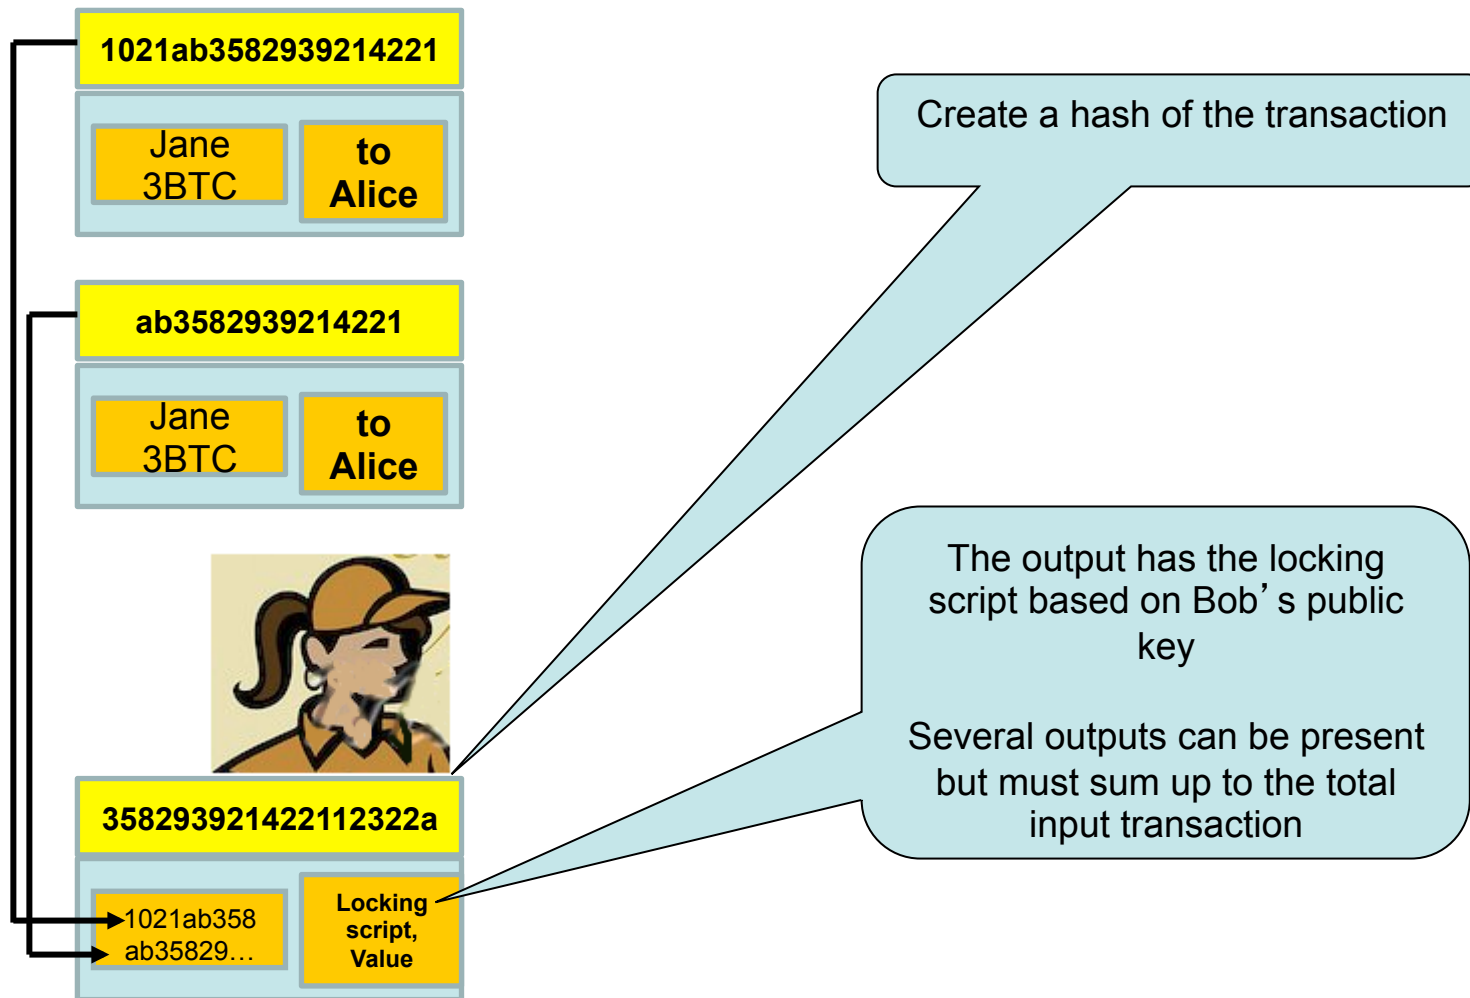 1021ab3582939214221
Jane
3BTC
to
Alice
ab3582939214221
Jane
3BTC
to
Alice
358293921422112322a
1021ab358
ab35829…
Locking
script,
Value
Create a hash of the transaction
The output has the locking
script based on Bob’s public
key
Several outputs can be present
but must sum up to the total
input transaction